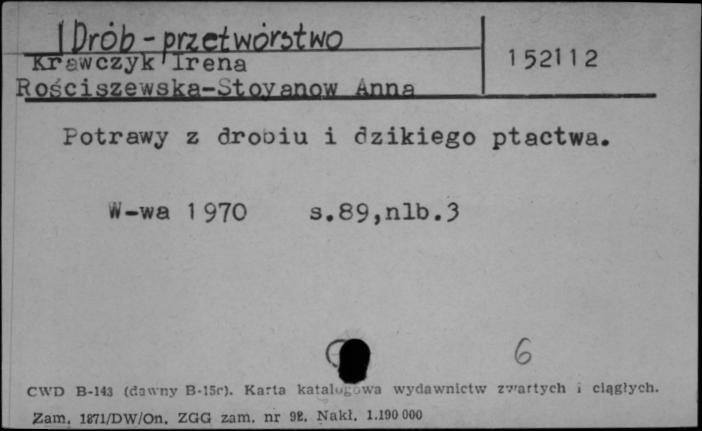 Drób - przetwórstwo
Krawczyk Irena
152112
Rościszewska-Stoyanow Anna
Potrawy z drobiu i dzikiego ptactwa.
W-wa 1970 s.89,nlb.3
6
CWD B-143 (dawny B-15c). Karta katalogowa wydawnictw zwartych i ciągłych.
Zam. 1871/DW/On. ZGG zam. nr 98. Nakł. 1.190 000